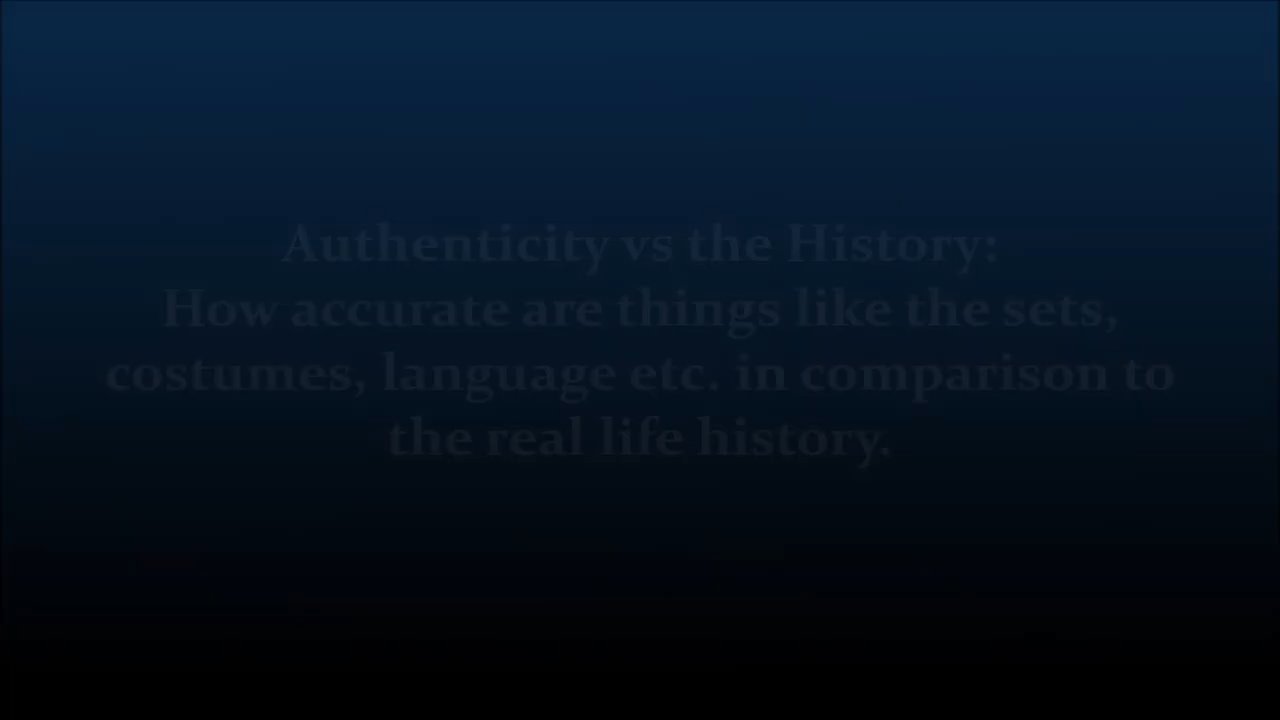 Authenticity vs the History:
How accurate are things like the sets,
costumes, language etc. in comparison to
the real life history.